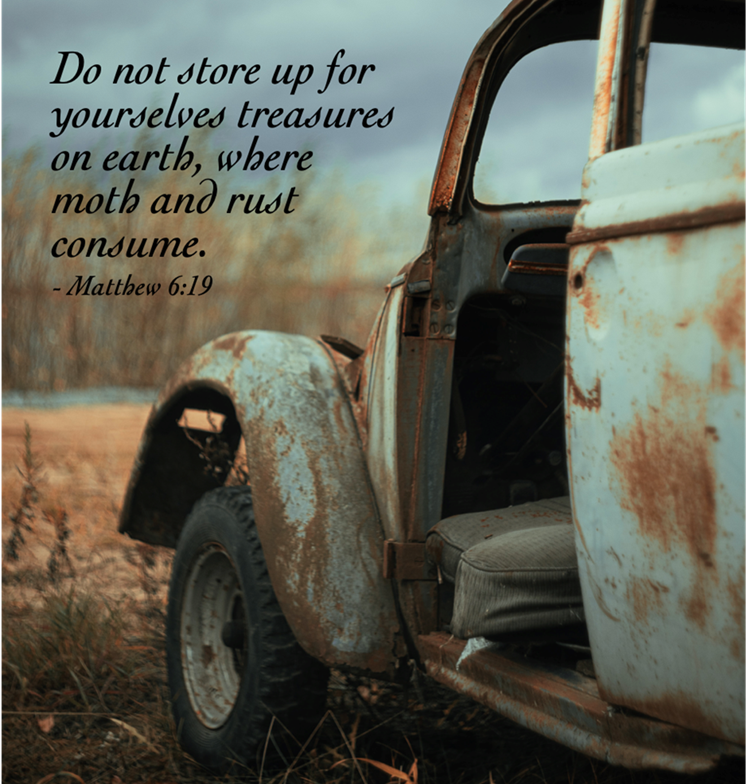 Do not store up for
yourselves treasures
on earth, where
moth and rust
consume.
- Matthew 6:19